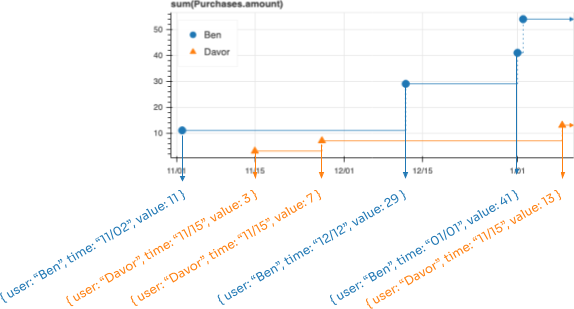 sum(Purchases.amount)
50
Ben
40
Davor
30
20
10
11/01
11/15
12/01
12/15
1/01
{ user: “Ben”, time: “11/02”, value: 11 }
{ user: “Davor”, time: “11/15”, value: 3 }
{ user: “Davor”, time: “11/15”, value: 7 }
{ user: “Ben”, time: “12/12”, value: 29 }
{ user: “Ben”, time: “01/01”, value: 41 }
{ user: “Davor”, time: “11/15”, value: 13 }